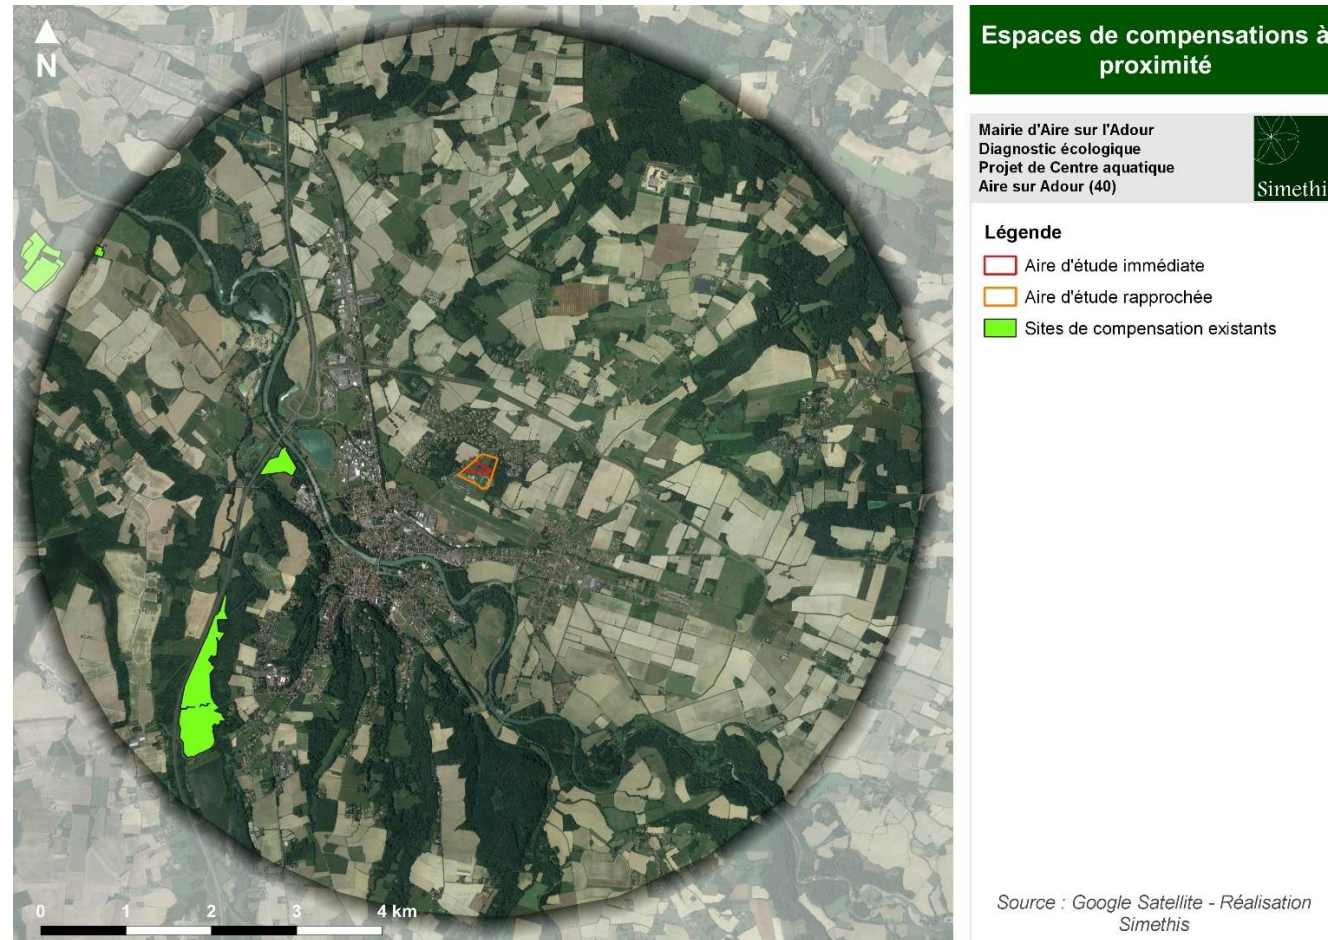 N
Espaces de compensations à
proximité
Mairie d'Aire sur l'Adour
Diagnostic écologique
Projet de Centre aquatique
Aire sur Adour (40)
Simethi
Légende
Aire d'étude immédiate
Aire d'étude rapprochée
Sites de compensation existants
0 1 2 3 4 km
Source : Google Satellite - Réalisation
Simethis